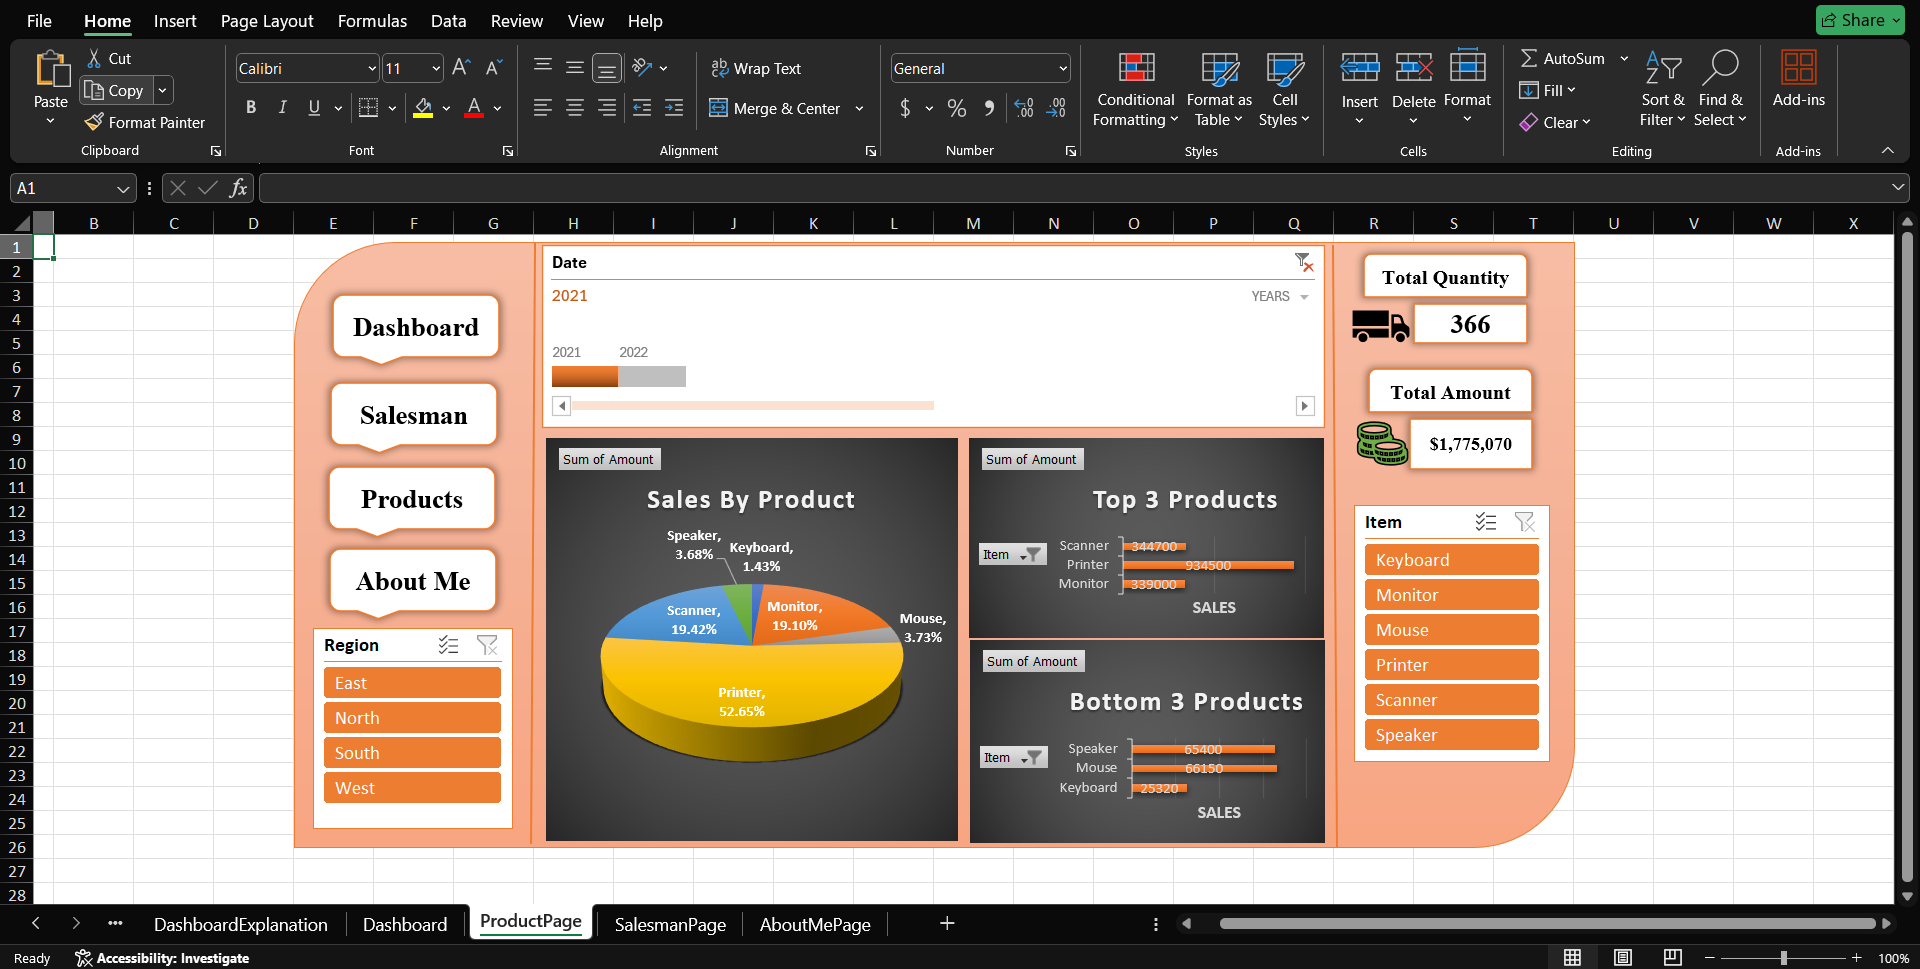 File Home Insert Page Layout Formulas Data Review View Help Share
Paste
Cut
Copy
Format Painter
Clipboard
Calibri 11
B I U A
Font
Wrap Text
Merge & Center
Alignment
General
$ % 9 .00 .00
Number
Conditional Formatting
Format as Table
Cell Styles
Styles
Insert Delete Format
Cells
AutoSum
Fill
Clear
Sort & Filter
Find & Select
Editing
Add-ins
Add-ins
A1 fx
B C D E F G H I J K L M N O P Q R S T U V W X
1
2
3
4
5
6
7
8
9
10
11
12
13
14
15
16
17
18
19
20
21
22
23
24
25
26
27
28
Dashboard
Salesman
Products
About Me
Region
East
North
South
West
Date
2021 YEARS
2021 2022
Sum of Amount
Sales By Product
Speaker, 3.68%
Keyboard, 1.43%
Scanner, 19.42%
Monitor, 19.10%
Mouse, 3.73%
Printer, 52.65%
Sum of Amount
Top 3 Products
Item
Scanner 344700
Printer 934500
Monitor 339000
SALES
Sum of Amount
Bottom 3 Products
Item
Speaker 65400
Mouse 66150
Keyboard 25320
SALES
Total Quantity
366
Total Amount
$1,775,070
Item
Keyboard
Monitor
Mouse
Printer
Scanner
Speaker
DashboardExplanation Dashboard ProductPage SalesmanPage AboutMePage
Ready Accessibility: Investigate 100%